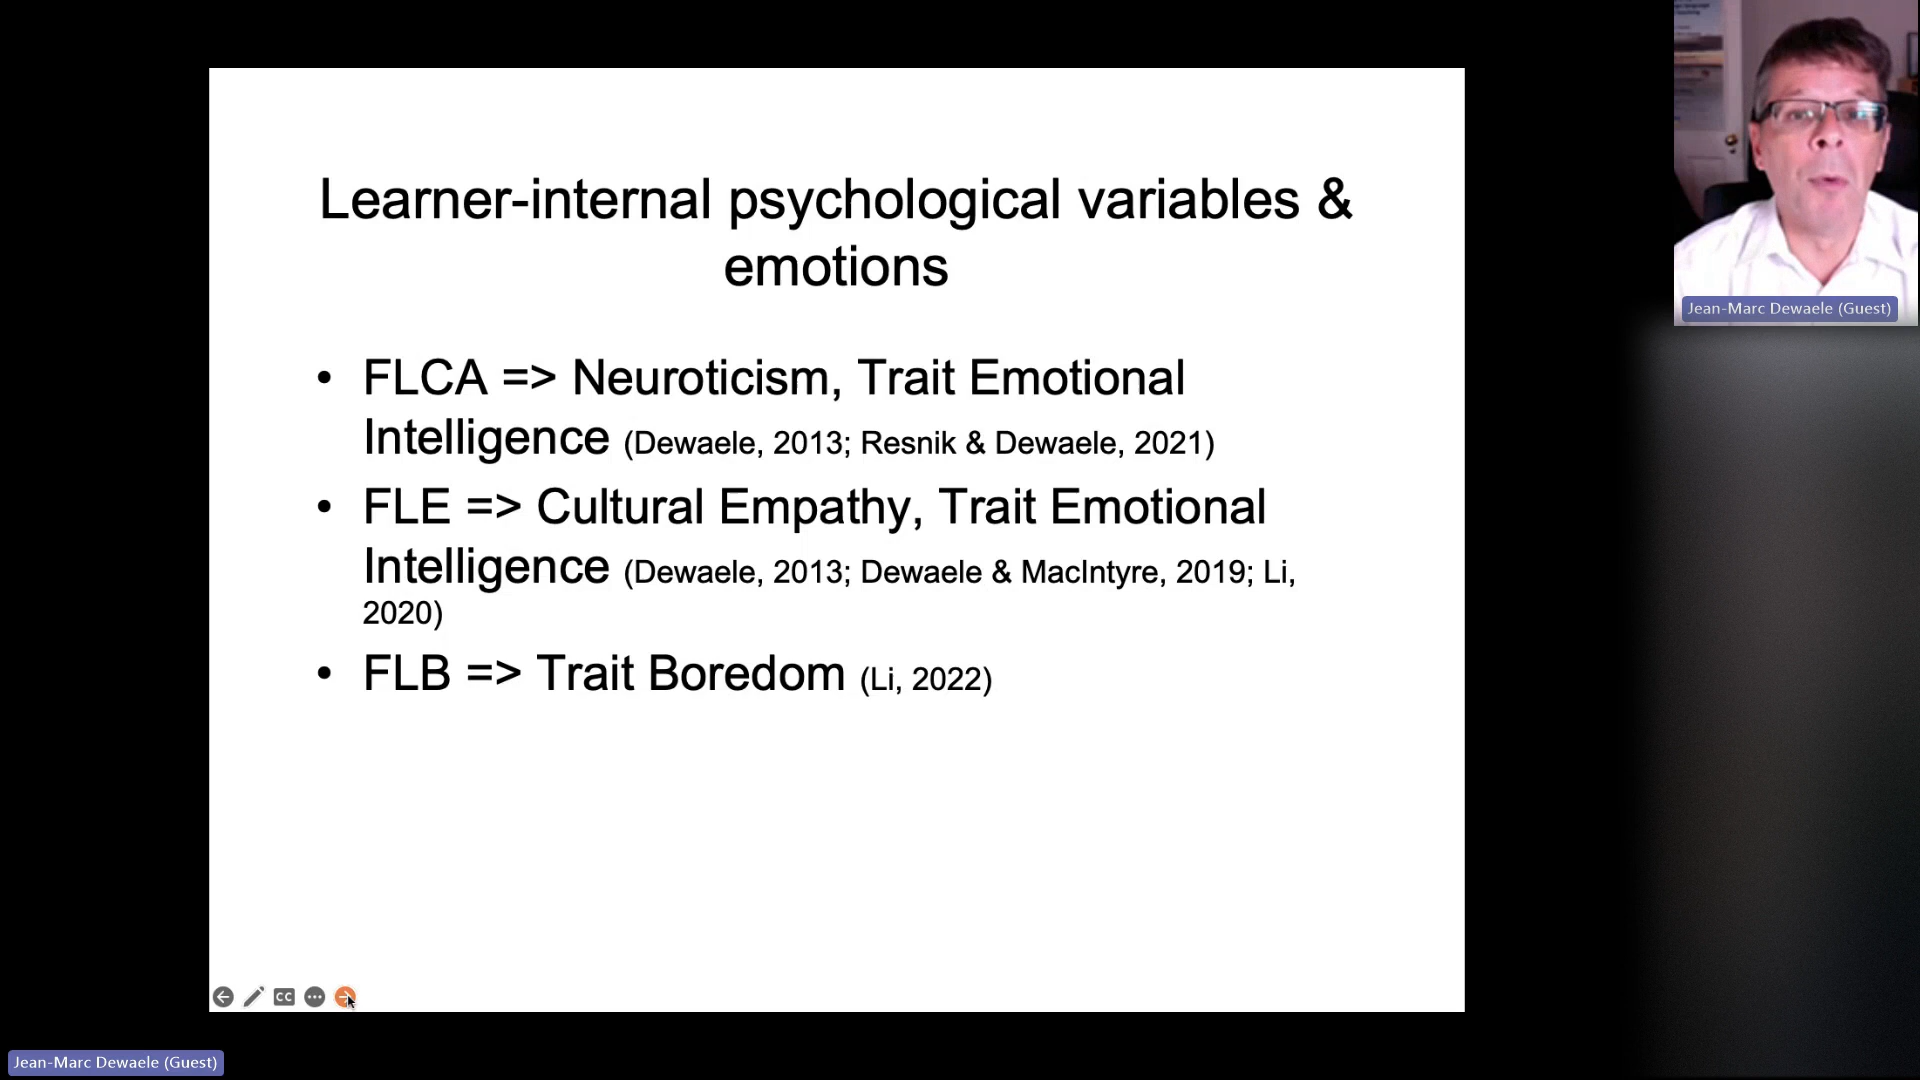 Learner-internal psychological variables &
emotions
• FLCA => Neuroticism, Trait Emotional
Intelligence (Dewaele, 2013; Resnik & Dewaele, 2021)
• FLE => Cultural Empathy, Trait Emotional
Intelligence (Dewaele, 2013; Dewaele & MacIntyre, 2019; Li,
2020)
• FLB => Trait Boredom (Li, 2022)
CC
Jean-Marc Dewaele (Guest)
Jean-Marc Dewaele (Guest)